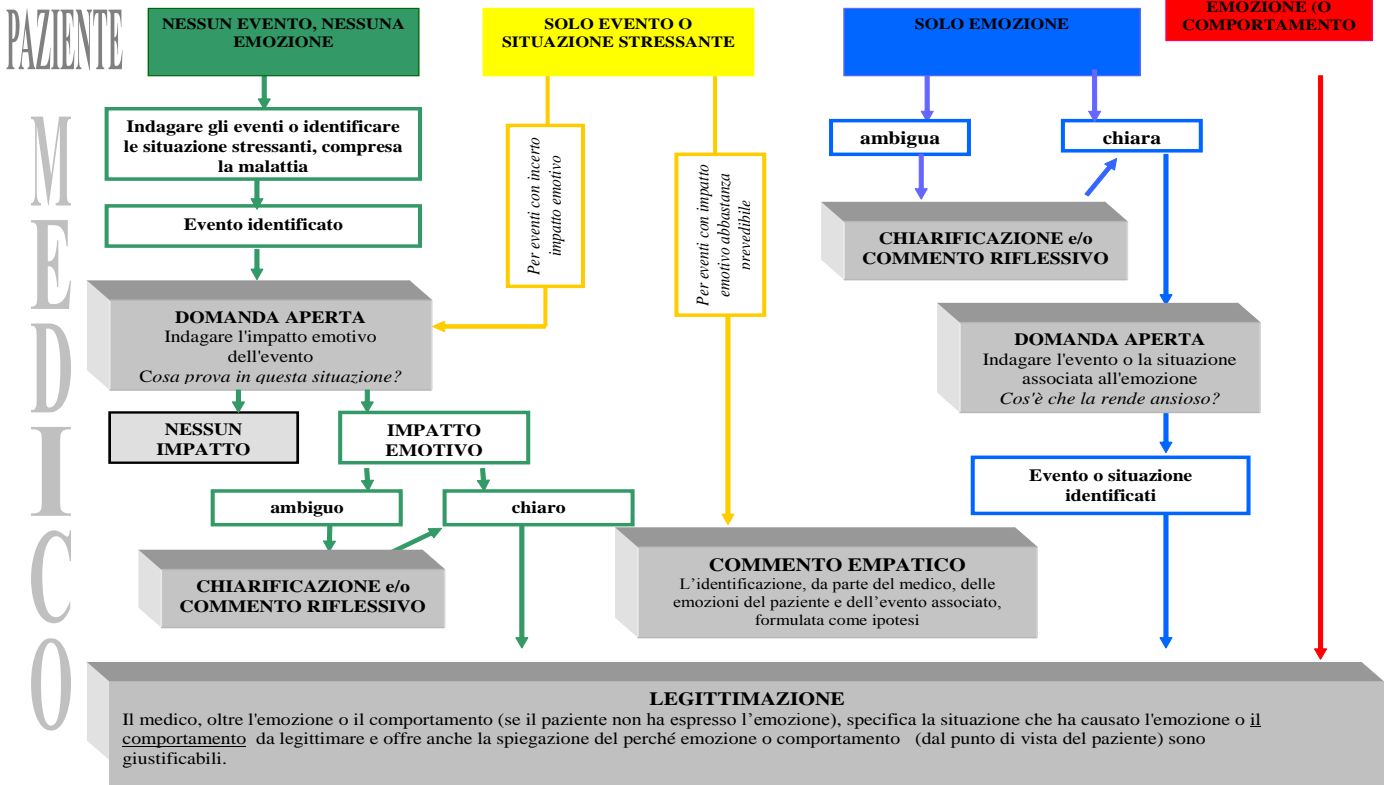 PAZIENTE
MEDICO
NESSUN EVENTO, NESSUNA
EMOZIONE
SOLO EVENTO O
SITUAZIONE STRESSANTE
SOLO EMOZIONE
EMOZIONE (O
COMPORTAMENTO
Indagare gli eventi o identificare
le situazione stressanti, compresa
la malattia
Evento identificato
DOMANDA APERTA
Indagare l'impatto emotivo
dell'evento
Cosa prova in questa situazione?
NESSUN
IMPATTO
IMPATTO
EMOTIVO
ambiguo
chiaro
CHIARIFICAZIONE e/o
COMMENTO RIFLESSIVO
Per eventi con incerto
impatto emotivo
Per eventi con impatto
emotivo abbastanza
prevedibile
COMMENTO EMPATICO
L’identificazione, da parte del medico, delle
emozioni del paziente e dell’evento associato,
formulata come ipotesi
ambigua
chiara
CHIARIFICAZIONE e/o
COMMENTO RIFLESSIVO
DOMANDA APERTA
Indagare l'evento o la situazione
associata all'emozione
Cos'è che la rende ansioso?
Evento o situazione
identificati
LEGITTIMAZIONE
Il medico, oltre l'emozione o il comportamento (se il paziente non ha espresso l’emozione), specifica la situazione che ha causato l'emozione o il
comportamento da legittimare e offre anche la spiegazione del perché emozione o comportamento (dal punto di vista del paziente) sono
giustificabili.